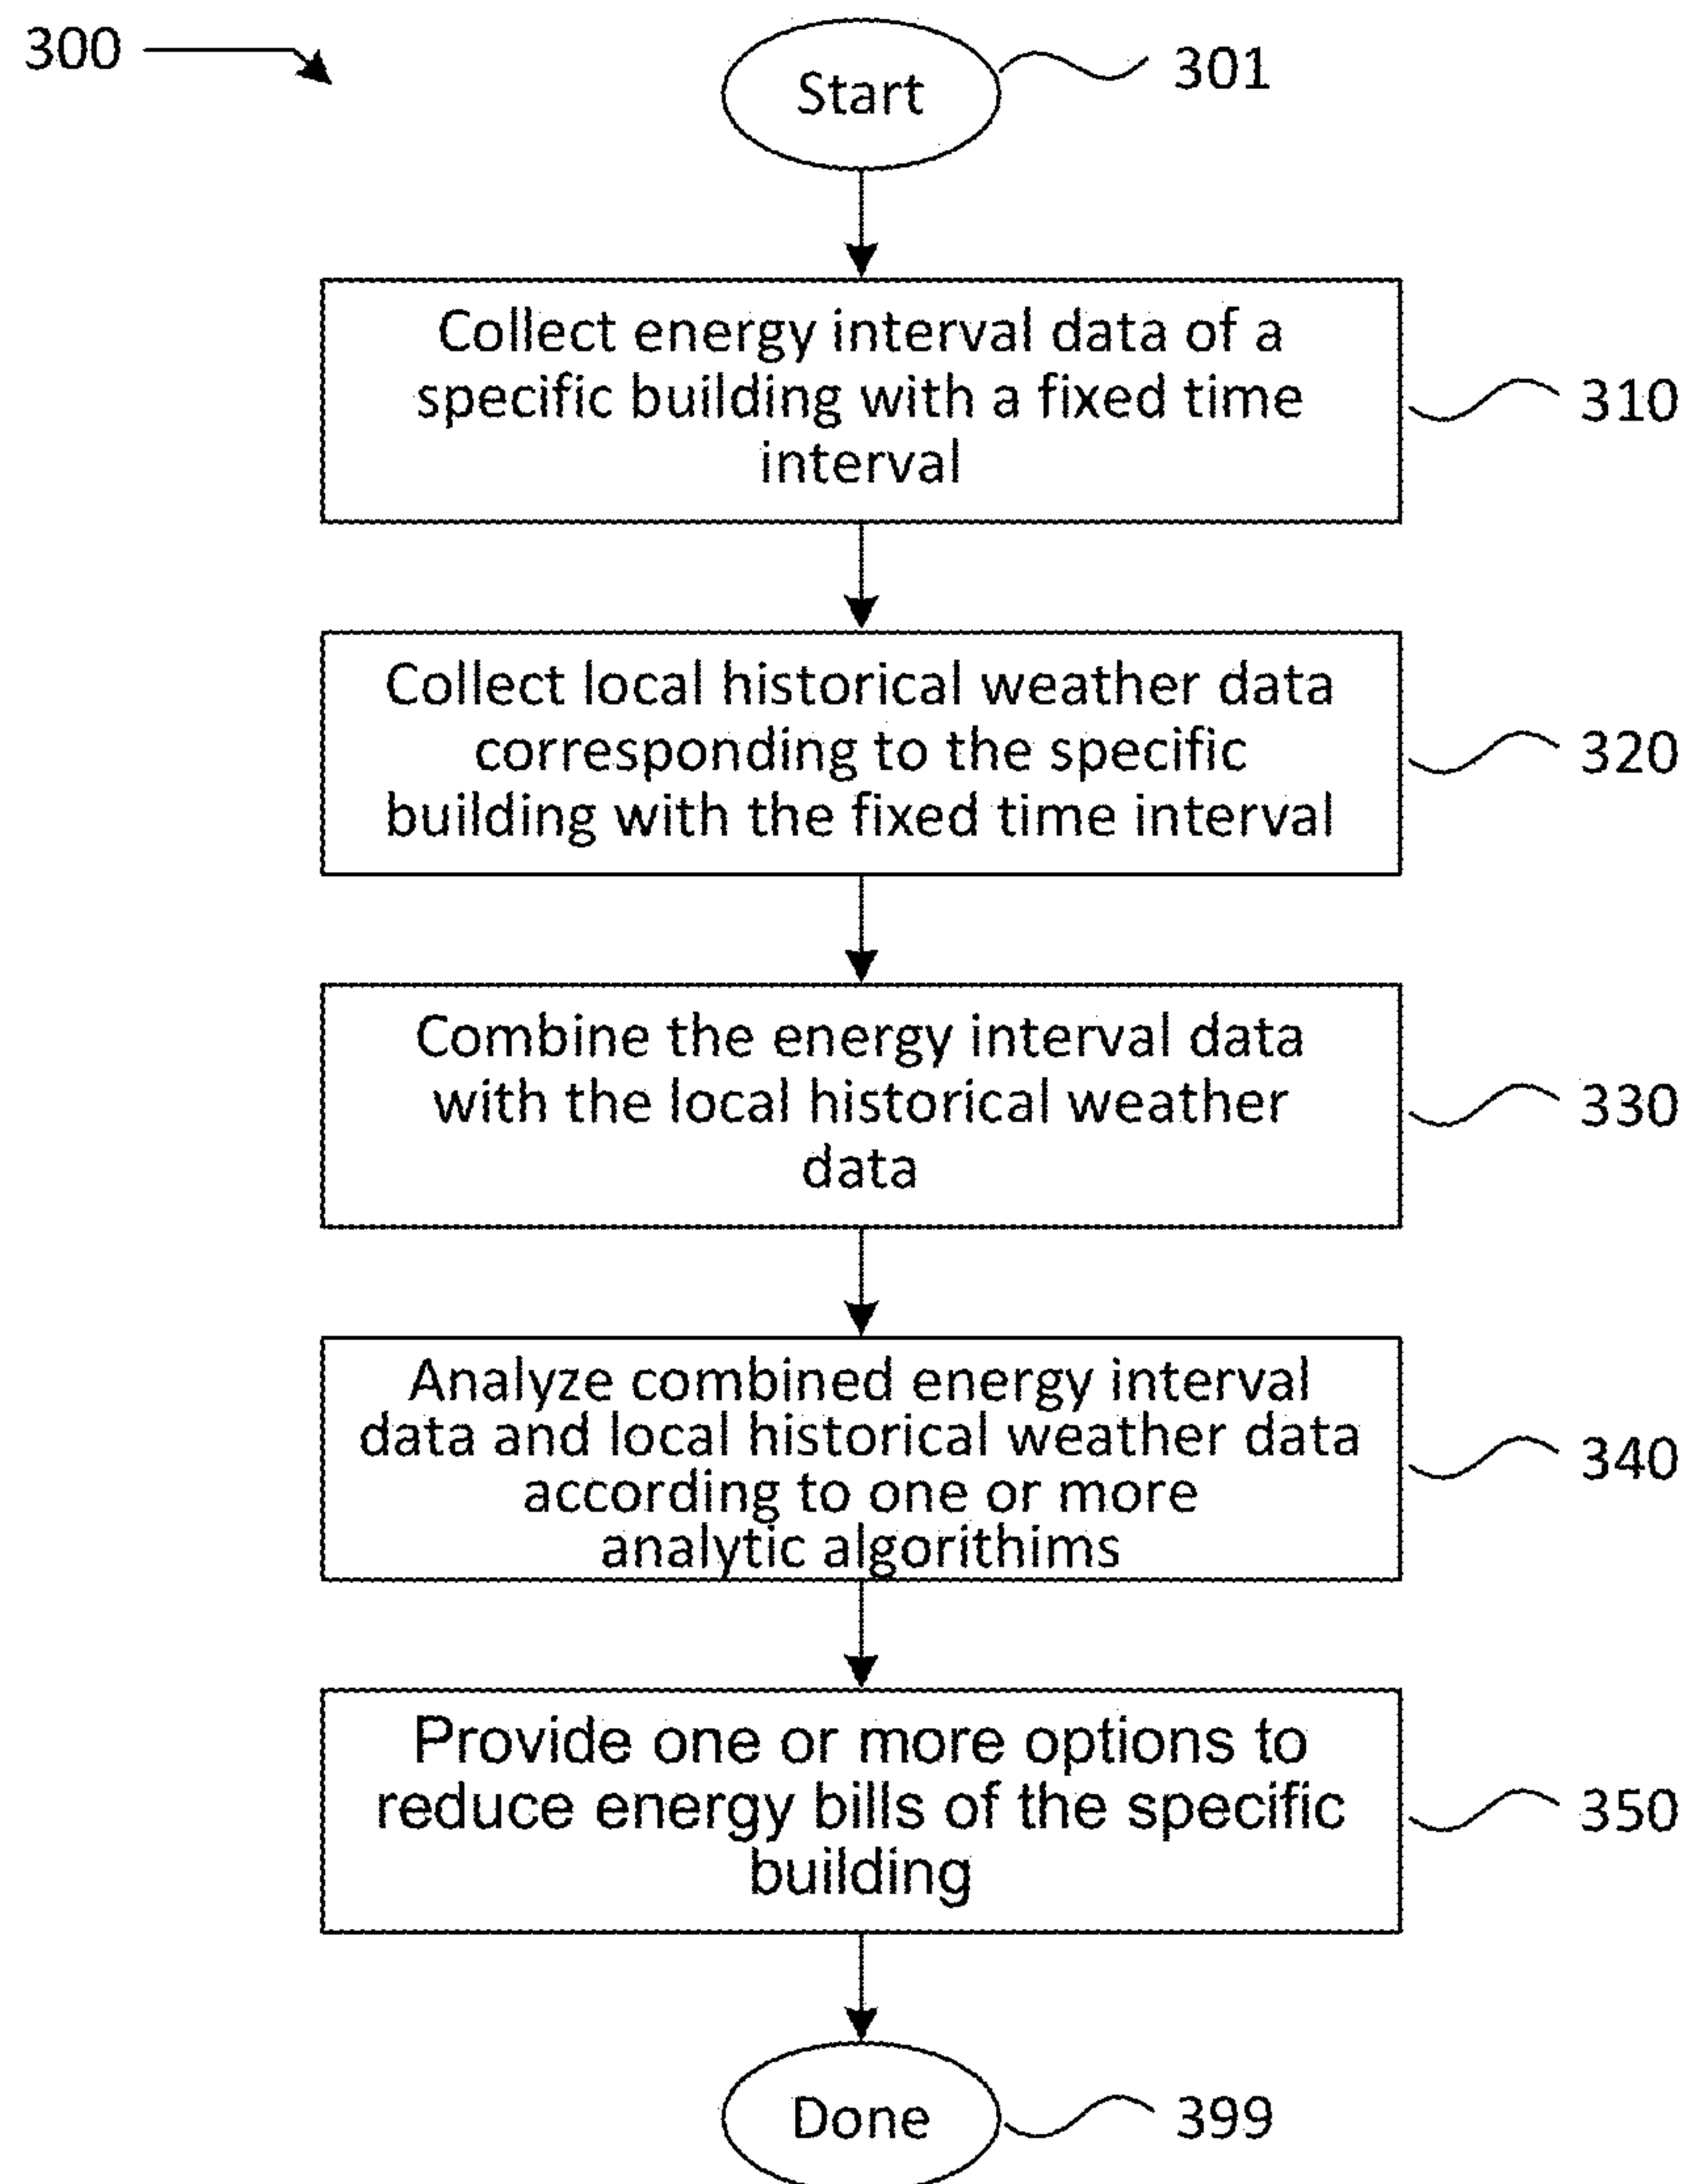 300
Start
301
Collect energy interval data of a
specific building with a fixed time
interval
310
Collect local historical weather data
corresponding to the specific
building with the fixed time interval
320
Combine the energy interval data
with the local historical weather
data
330
Analyze combined energy interval
data and local historical weather data
according to one or more
analytic algorithims
340
Provide one or more options to
reduce energy bills of the specific
building
350
Done
399